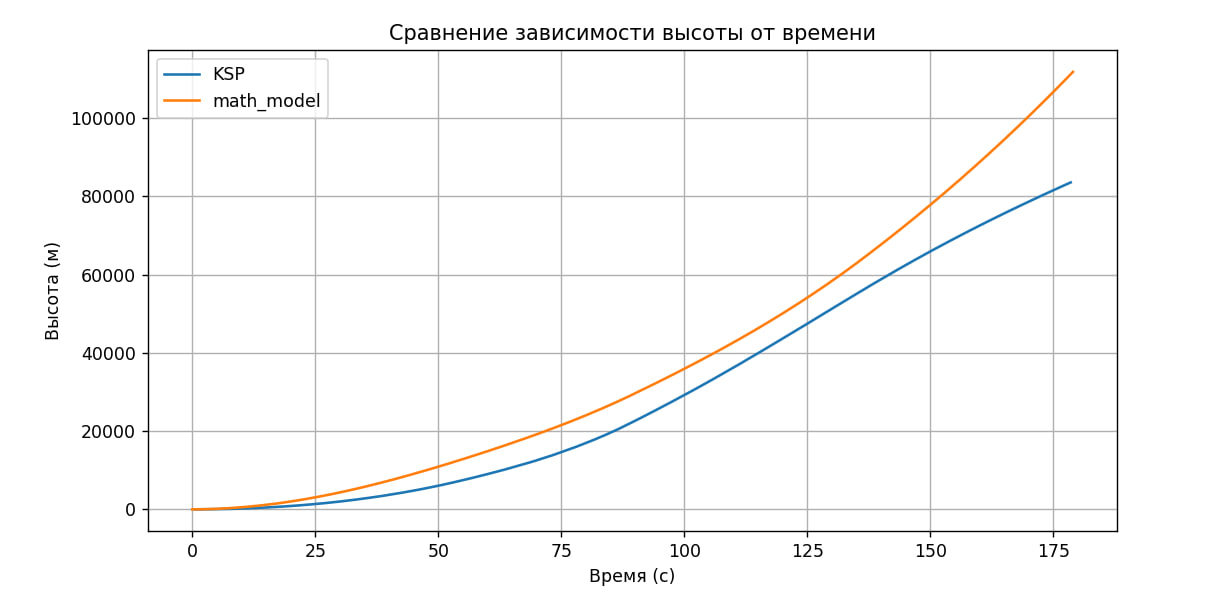 Сравнение зависимости высоты от времени
KSP
math_model
Высота (м)
100000
80000
60000
40000
20000
0
0 25 50 75 100 125 150 175
Время (с)